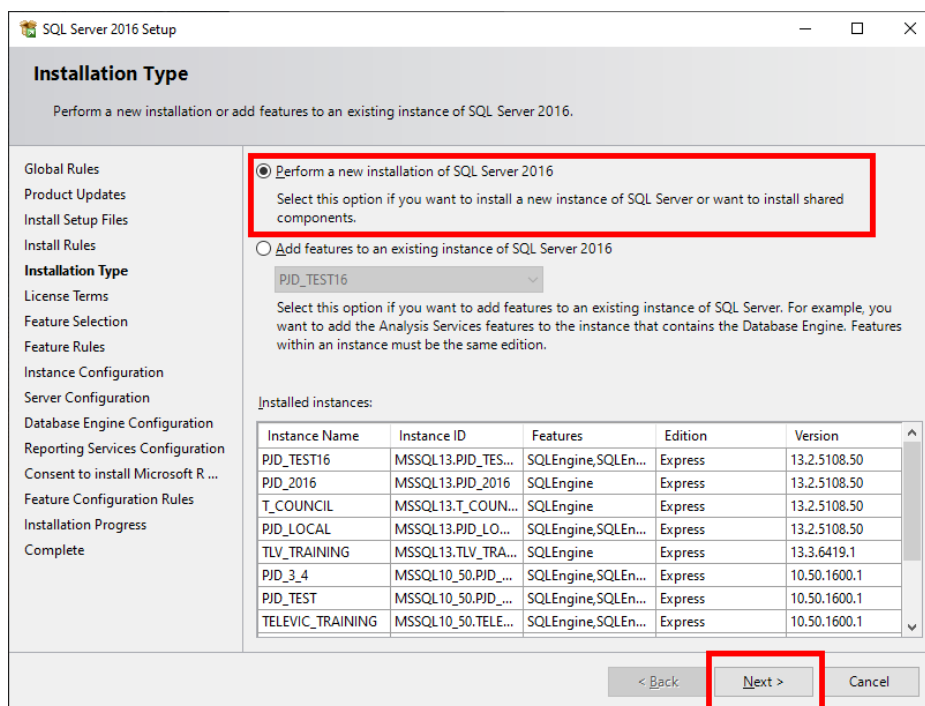 SQL Server 2016 Setup
Installation Type
Perform a new installation or add features to an existing instance of SQL Server 2016.
Global Rules
Product Updates
Install Setup Files
Install Rules
Installation Type
License Terms
Feature Selection
Feature Rules
Instance Configuration
Server Configuration
Database Engine Configuration
Reporting Services Configuration
Consent to install Microsoft R ...
Feature Configuration Rules
Installation Progress
Complete
Perform a new installation of SQL Server 2016
Select this option if you want to install a new instance of SQL Server or want to install shared
components.
Add features to an existing instance of SQL Server 2016
PJD_TEST16
Select this option if you want to add features to an existing instance of SQL Server. For example, you
want to add the Analysis Services features to the instance that contains the Database Engine. Features
within an instance must be the same edition.
Installed instances:
Instance Name Instance ID Features Edition Version
PJD_TEST16 MSSQL13.PJD_TES... SQLEngine,SQLEn... Express 13.2.5108.50
PJD_2016 MSSQL13.PJD_2016 SQLEngine Express 13.2.5108.50
T_COUNCIL MSSQL13.T_COUN... SQLEngine Express 13.2.5108.50
PJD_LOCAL MSSQL13.PJD_LO... SQLEngine,SQLEn... Express 13.2.5108.50
TLV_TRAINING MSSQL13.TLV_TRA... SQLEngine Express 13.3.6419.1
PJD_3_4 MSSQL10_50.PJD_... SQLEngine,SQLEn... Express 10.50.1600.1
PJD_TEST MSSQL10_50.PJD_... SQLEngine,SQLEn... Express 10.50.1600.1
TELEVIC_TRAINING MSSQL10_50.TELE... SQLEngine,SQLEn... Express 10.50.1600.1
< Back Next > Cancel